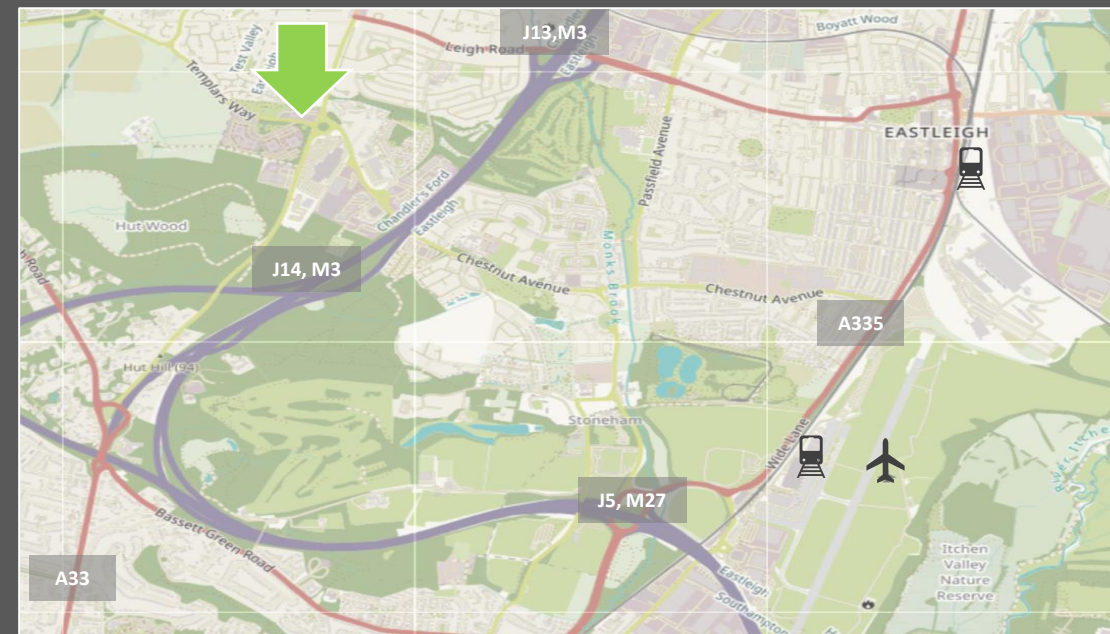 J13,M3
Boyatt Wood
Leigh Road
Test Valley
Eastleigh
Templars Way
EASTLEIGH
Passfield Avenue
Chandler's Ford
Eastleigh
Hut Wood
Monks Brook
J14, M3
Chestnut Avenue
Chestnut Avenue
A335
Hut Hill (94)
Stoneham
Wide Lane
J5, M27
Bassett Green Road
A33
Itchen
Valley
Nature
Reserve
Eastleigh
Southampton